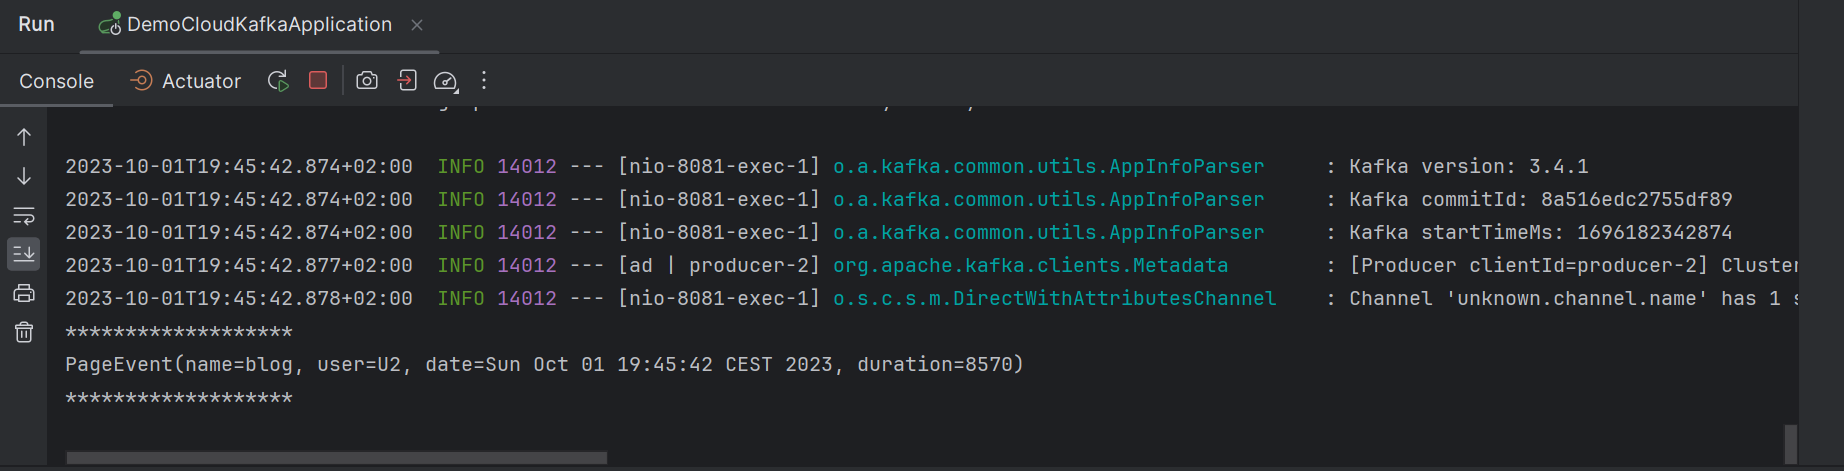 Run DemoCloudKafkaApplication
Console Actuator
2023-10-01T19:45:42.874+02:00 INFO 14012 --- [nio-8081-exec-1] o.a.kafka.common.utils.AppInfoParser : Kafka version: 3.4.1
2023-10-01T19:45:42.874+02:00 INFO 14012 --- [nio-8081-exec-1] o.a.kafka.common.utils.AppInfoParser : Kafka commitId: 8a516edc2755df89
2023-10-01T19:45:42.874+02:00 INFO 14012 --- [nio-8081-exec-1] o.a.kafka.common.utils.AppInfoParser : Kafka startTimeMs: 1696182342874
2023-10-01T19:45:42.877+02:00 INFO 14012 --- [ad | producer-2] org.apache.kafka.clients.Metadata : [Producer clientId=producer-2] Cluster
2023-10-01T19:45:42.878+02:00 INFO 14012 --- [nio-8081-exec-1] o.s.c.s.m.DirectWithAttributesChannel : Channel 'unknown.channel.name' has 1 s
*******************
PageEvent(name=blog, user=U2, date=Sun Oct 01 19:45:42 CEST 2023, duration=8570)
*******************